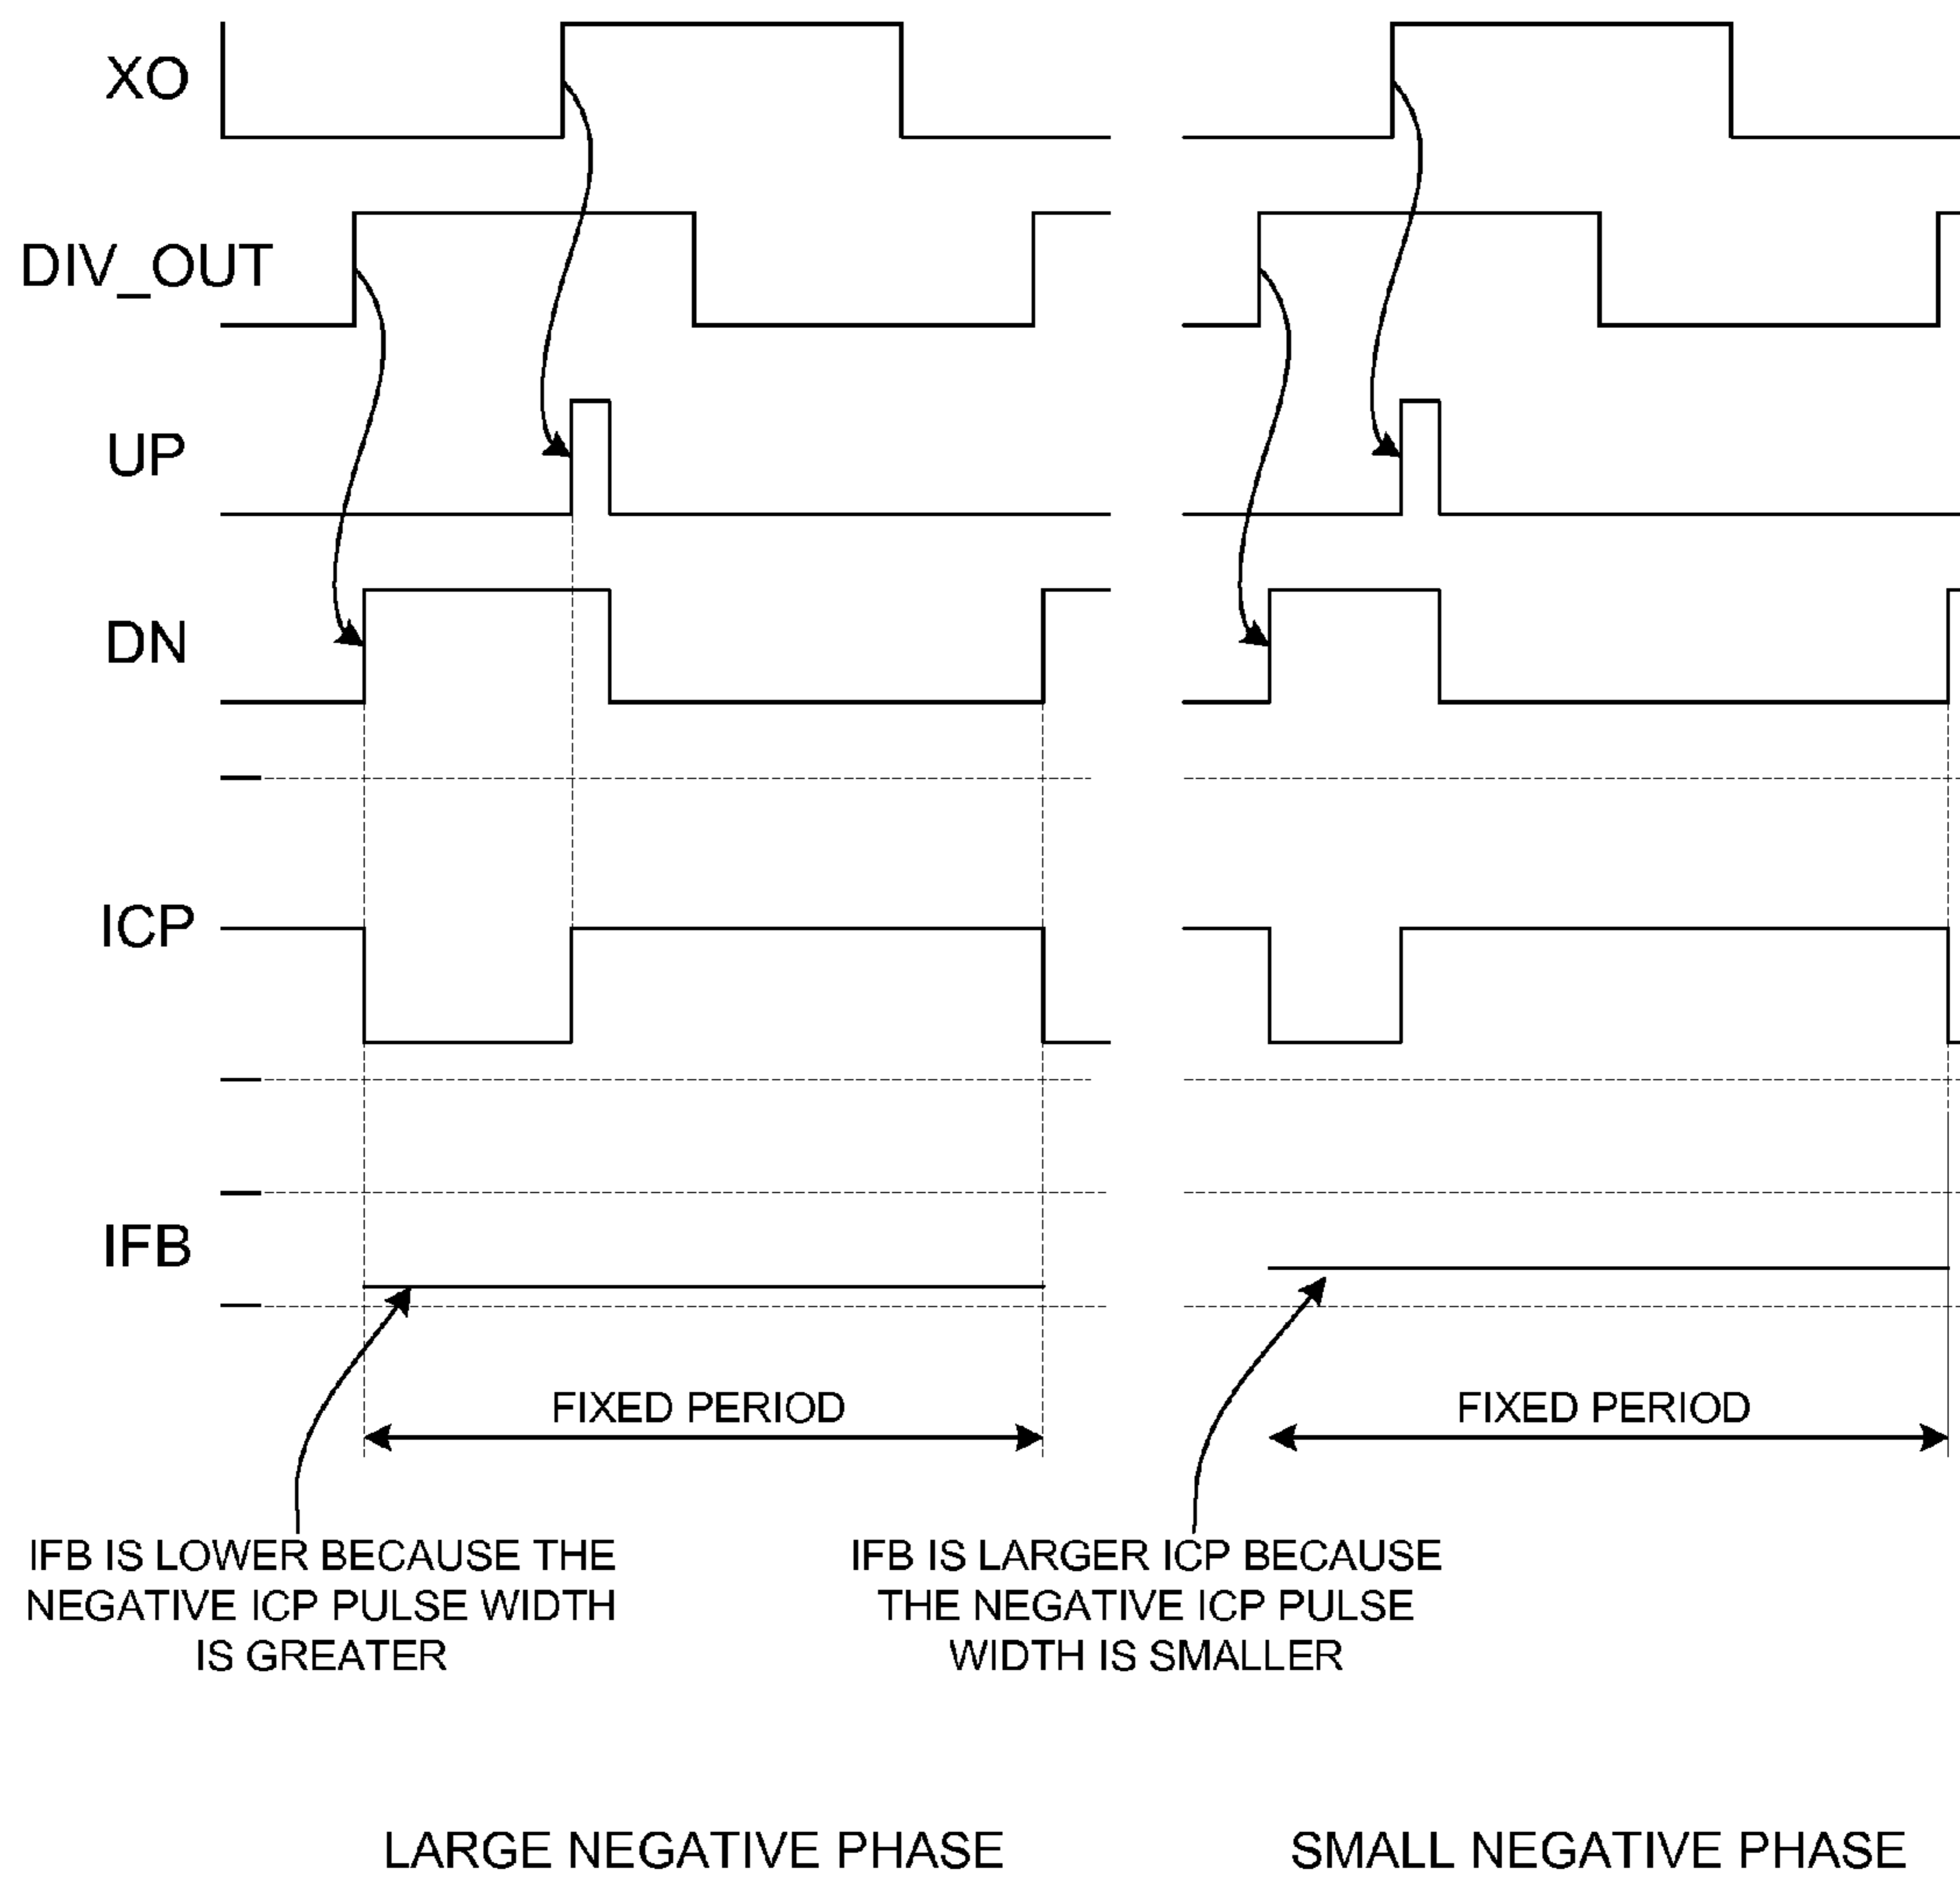 XO
DIV_OUT
UP
DN
ICP
IFB
FIXED PERIOD
FIXED PERIOD
IFB IS LOWER BECAUSE THE
NEGATIVE ICP PULSE WIDTH
IS GREATER
IFB IS LARGER ICP BECAUSE
THE NEGATIVE ICP PULSE
WIDTH IS SMALLER
LARGE NEGATIVE PHASE
SMALL NEGATIVE PHASE